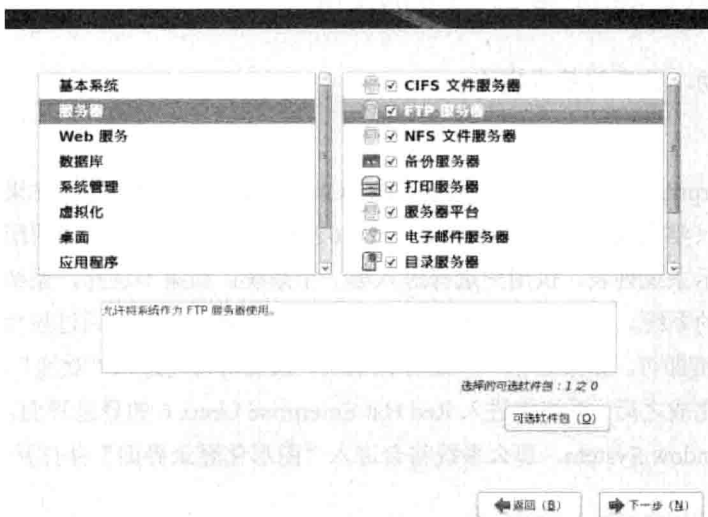 基本系统
服务器
Web 服务
数据库
系统管理
虚拟化
桌面
应用程序
CIFS 文件服务器
FTP 服务器
NFS 文件服务器
备份服务器
打印服务器
服务器平台
电子邮件服务器
目录服务器
允许将系统作为 FTP 服务器使用。
选择的可选软件包：1 之 0
可选软件包 (O)
返回 (B)
下一步 (N)